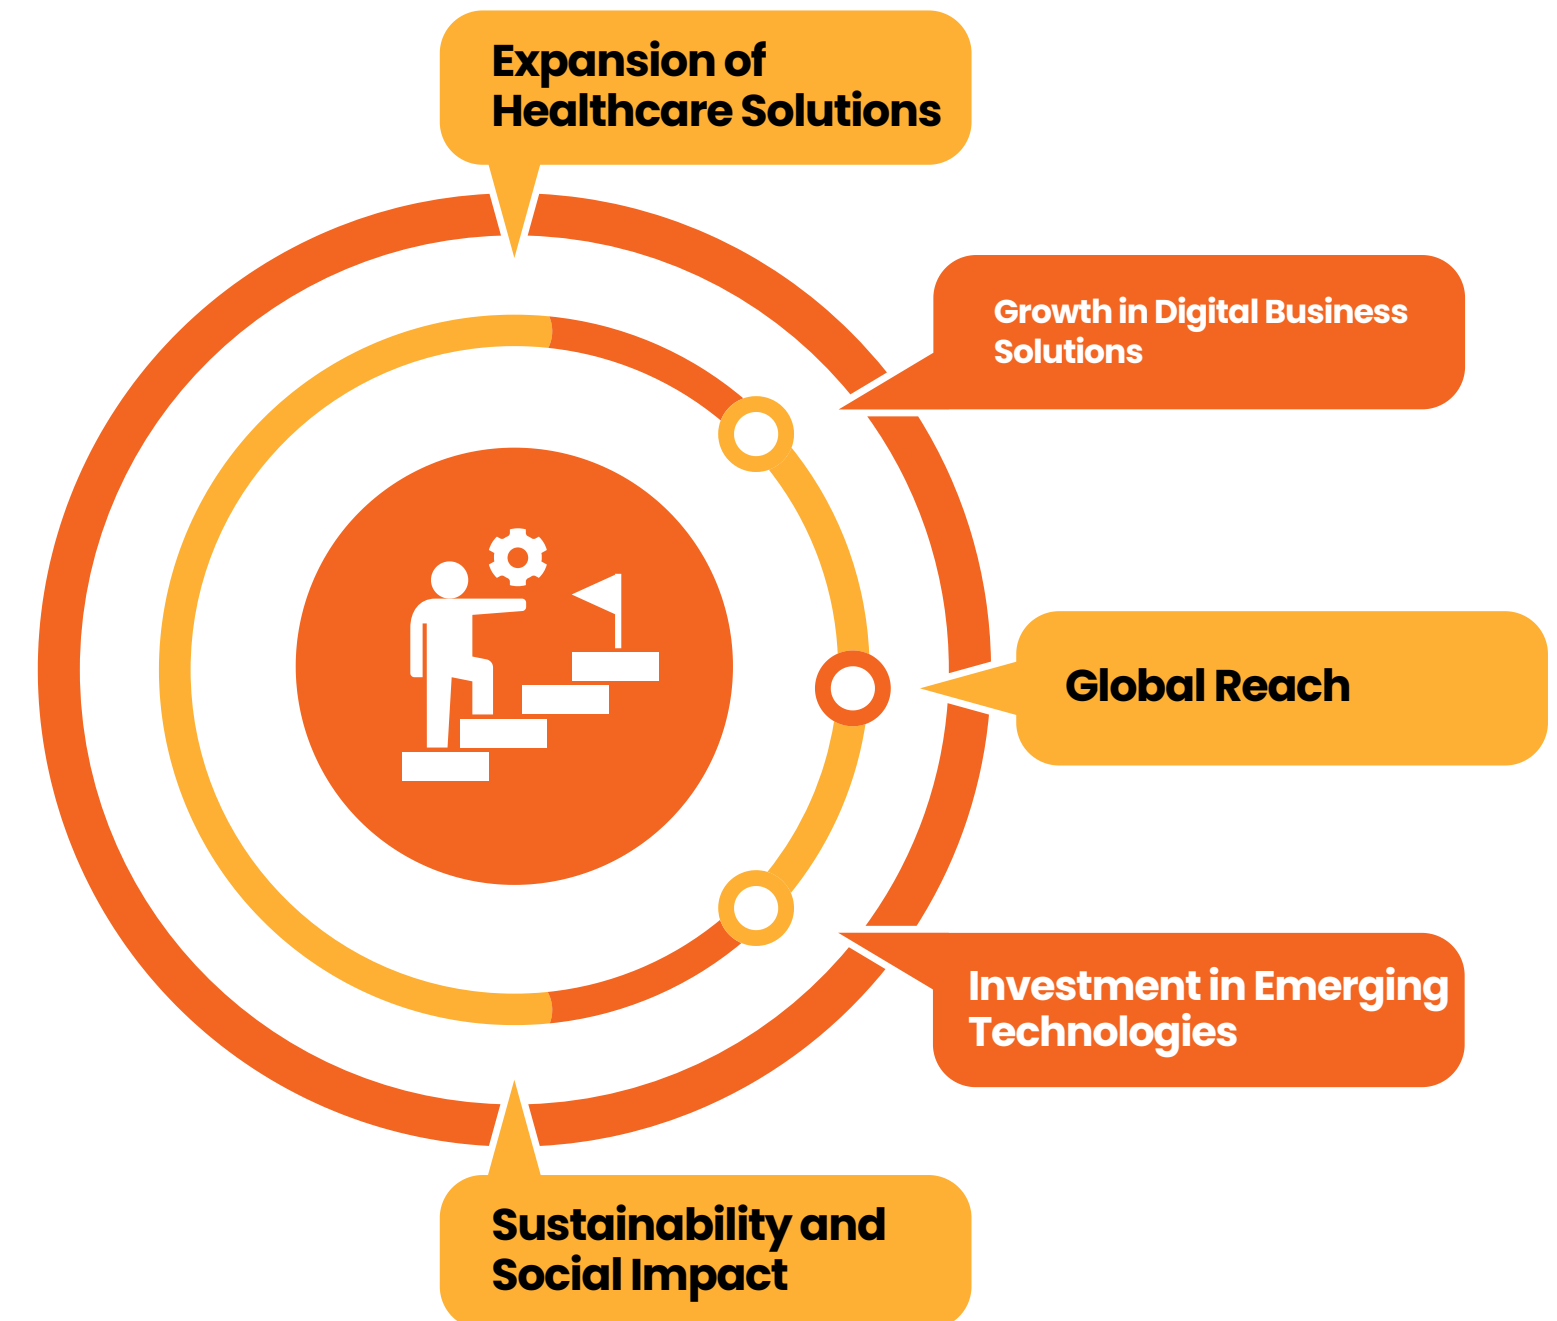 Expansion of
Healthcare Solutions
Growth in Digital Business
Solutions
Global Reach
Investment in Emerging
Technologies
Sustainability and
Social Impact